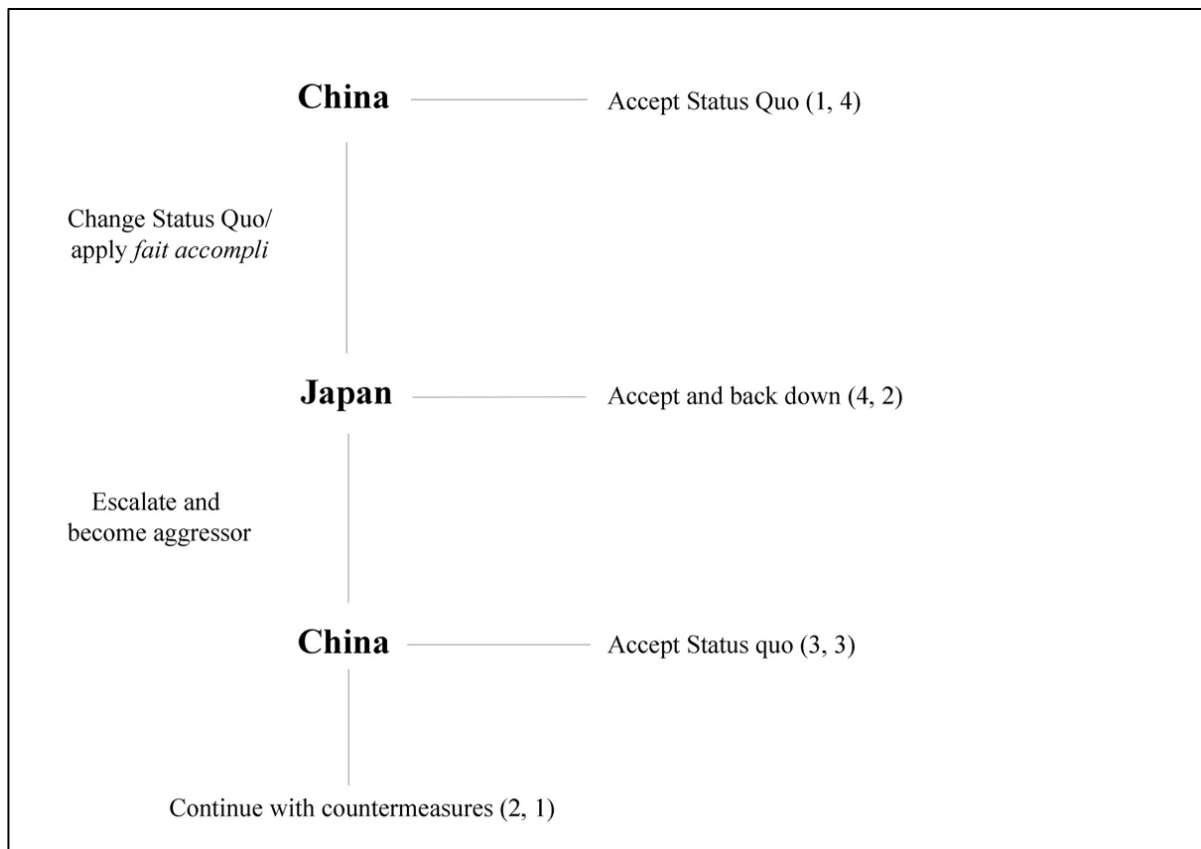 China
Accept Status Quo (1, 4)
Change Status Quo/
apply fait accompli
Japan
Accept and back down (4, 2)
Escalate and
become aggressor
China
Accept Status quo (3, 3)
Continue with countermeasures (2, 1)